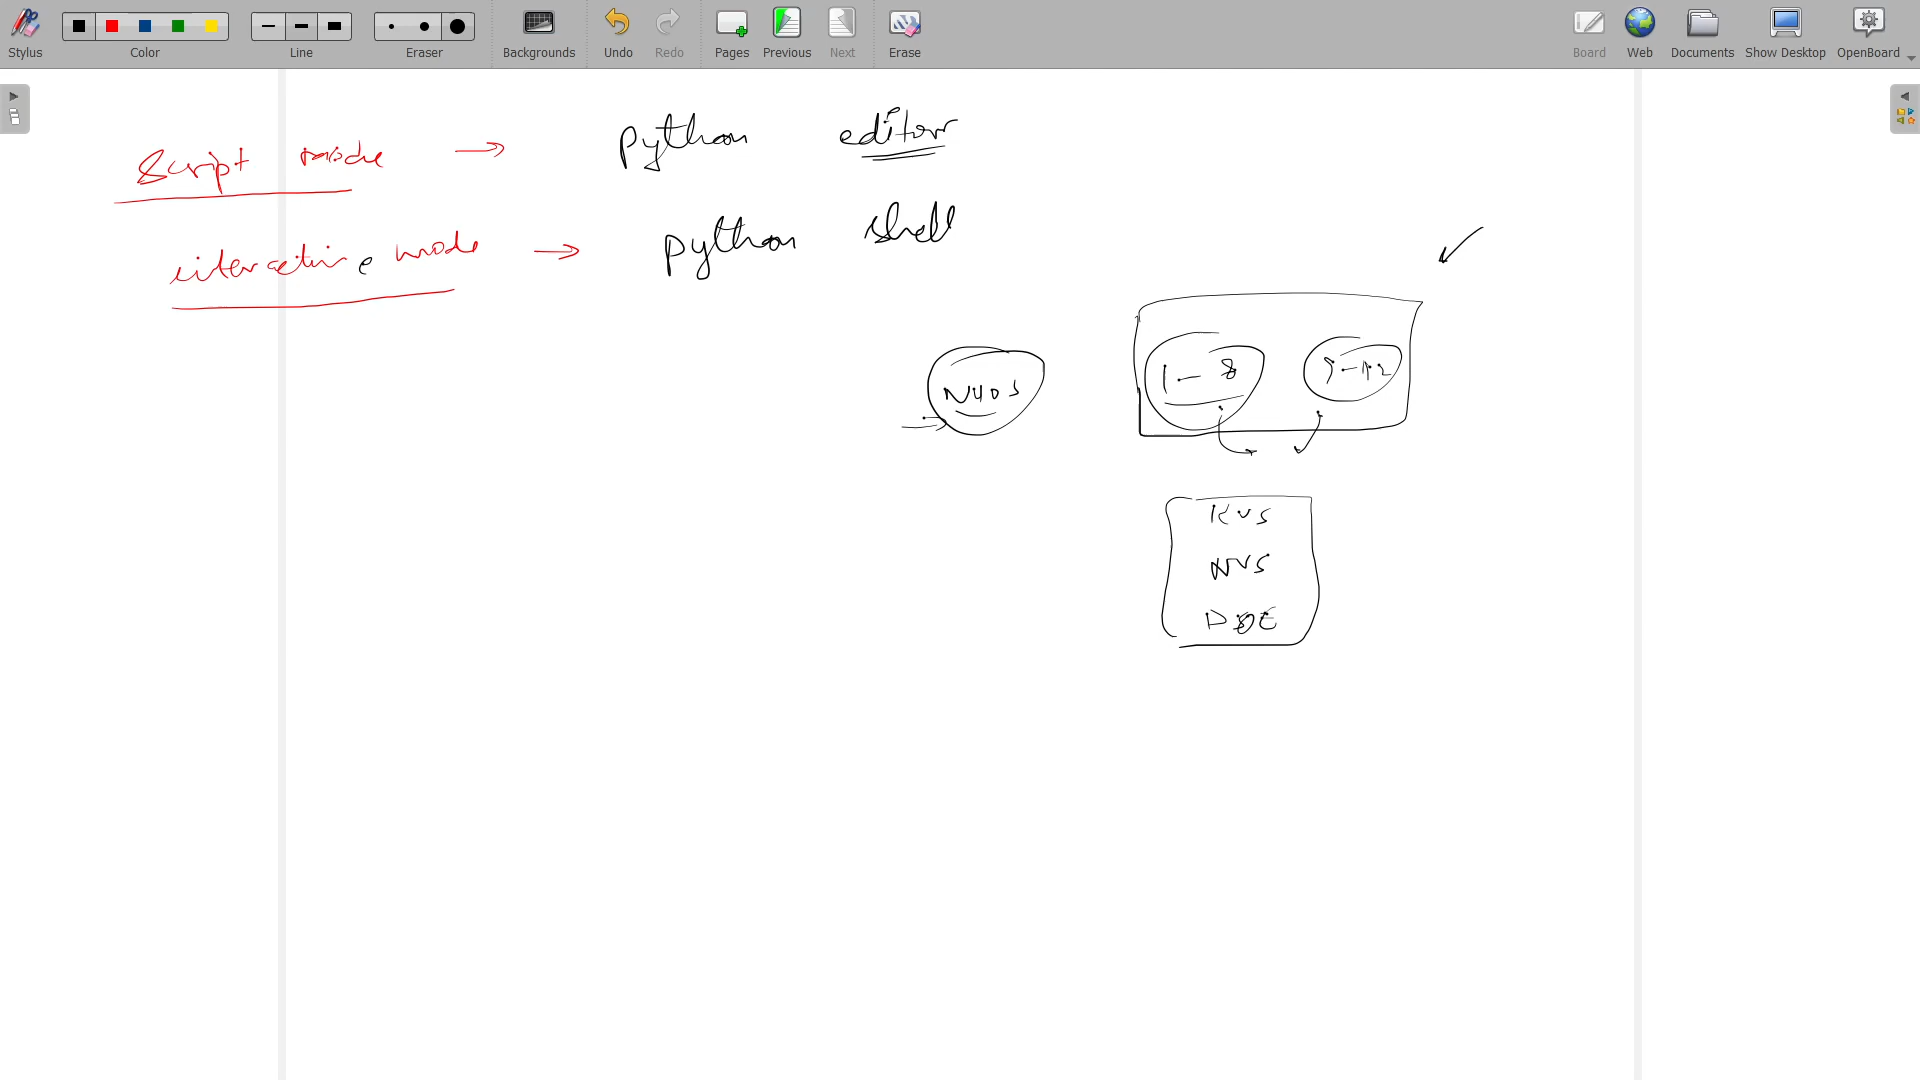 Stylus Color Line Eraser Backgrounds Undo Redo Pages Previous Next Erase Board Web Documents Show Desktop OpenBoard
Script mode → Python editor
interactive mode → python shell
1 - 8 9-12
KVS
NVS
DOE